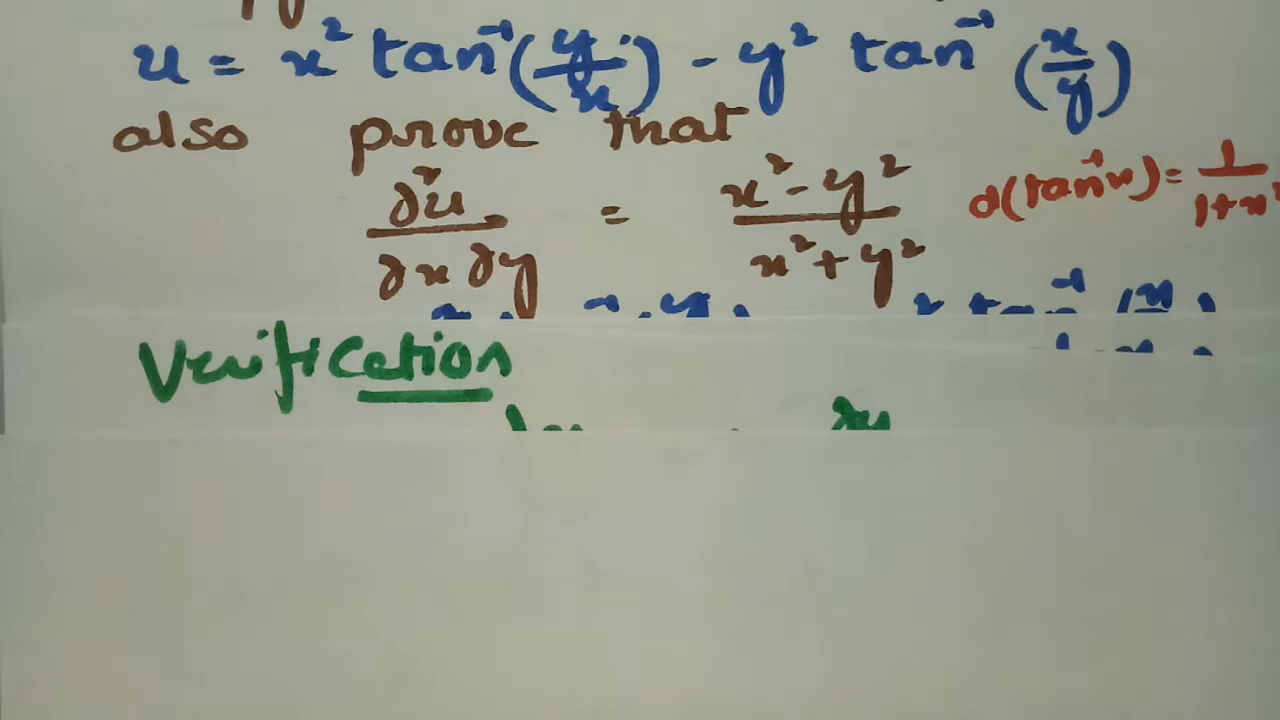 u = x² tan⁻¹(y/x) - y² tan⁻¹(x/y)
also prove that
∂²u/∂x∂y = (x²-y²)/(x²+y²)
d(tan⁻¹x) = 1/(1+x²)
Verification